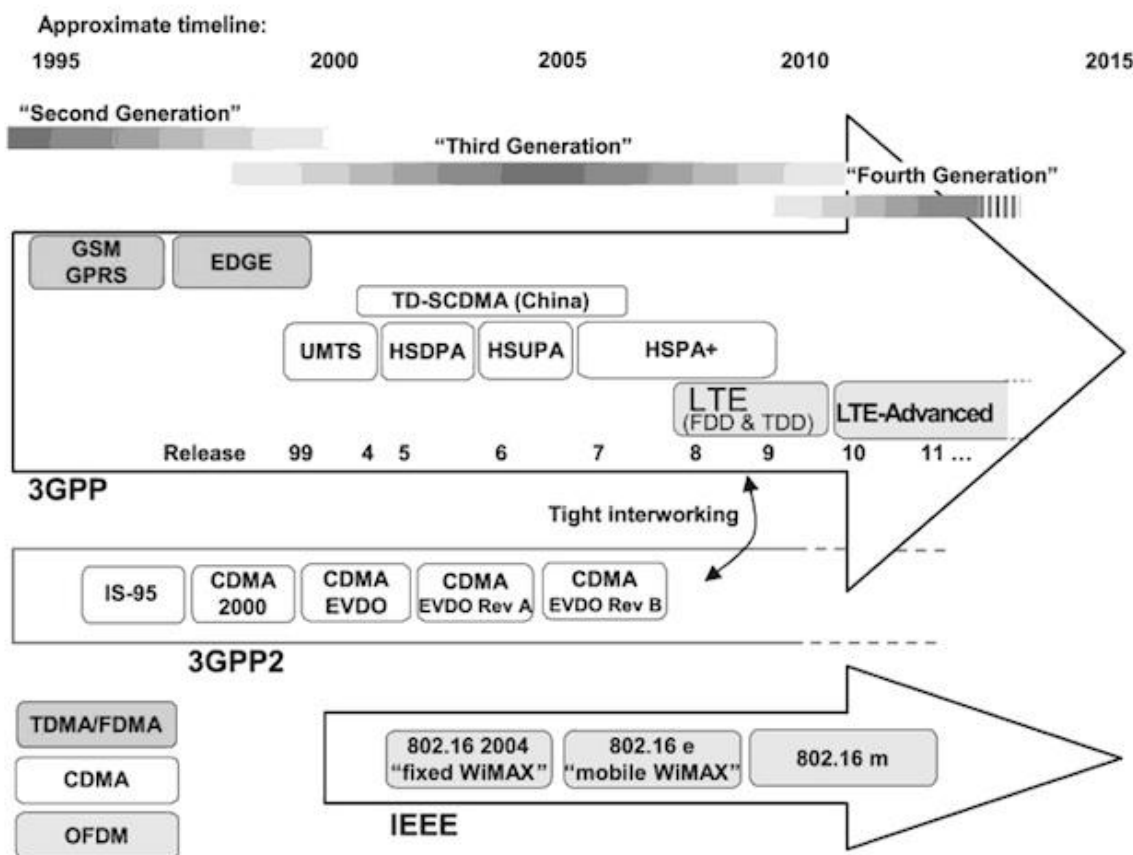 Approximate timeline:
1995 2000 2005 2010 2015
“Second Generation”
“Third Generation”
“Fourth Generation”
GSM
GPRS
EDGE
TD-SCDMA (China)
UMTS
HSDPA
HSUPA
HSPA+
LTE
(FDD & TDD)
LTE-Advanced
Release 99 4 5 6 7 8 9 10 11 ...
3GPP
Tight interworking
IS-95
CDMA
2000
CDMA
EVDO
CDMA
EVDO Rev A
CDMA
EVDO Rev B
3GPP2
TDMA/FDMA
CDMA
OFDM
802.16 2004
“fixed WiMAX”
802.16 e
“mobile WiMAX”
802.16 m
IEEE